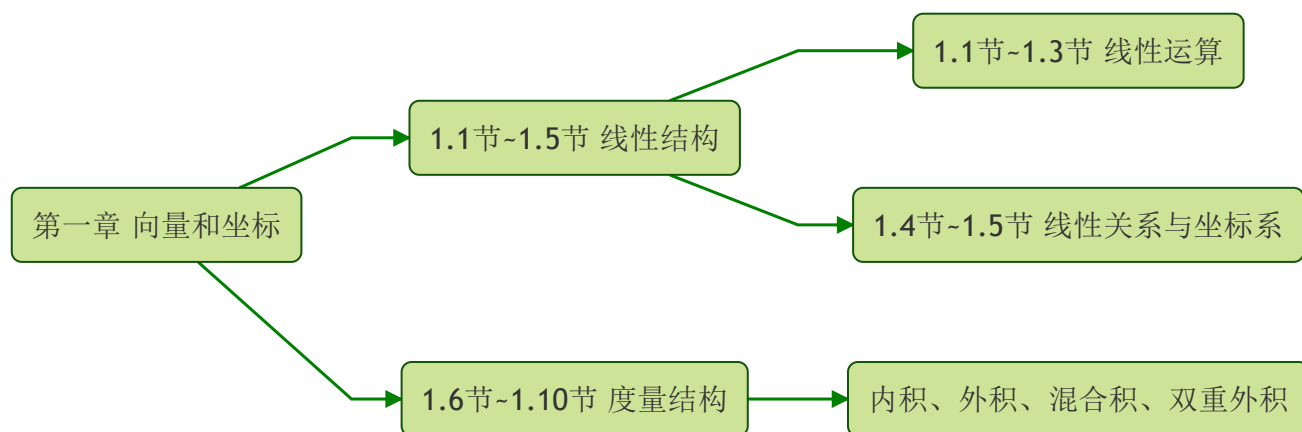 1.1节~1.3节 线性运算
1.1节~1.5节 线性结构
第一章 向量和坐标
1.4节~1.5节 线性关系与坐标系
1.6节~1.10节 度量结构
内积、外积、混合积、双重外积